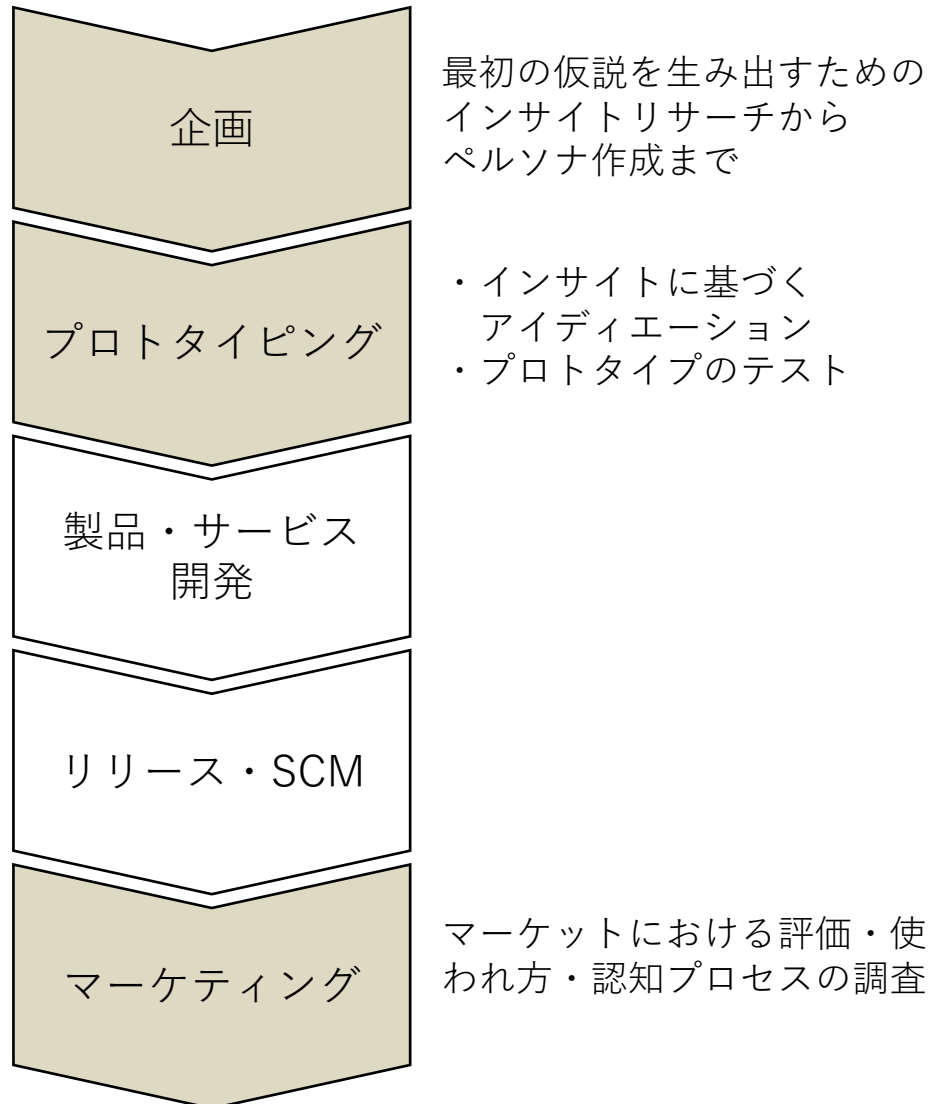 企画
最初の仮説を生み出すための
インサイトリサーチから
ペルソナ作成まで
プロトタイピング
・インサイトに基づく
アイディエーション
・プロトタイプのテスト
製品・サービス
開発
リリース・SCM
マーケティング
マーケットにおける評価・使
われ方・認知プロセスの調査